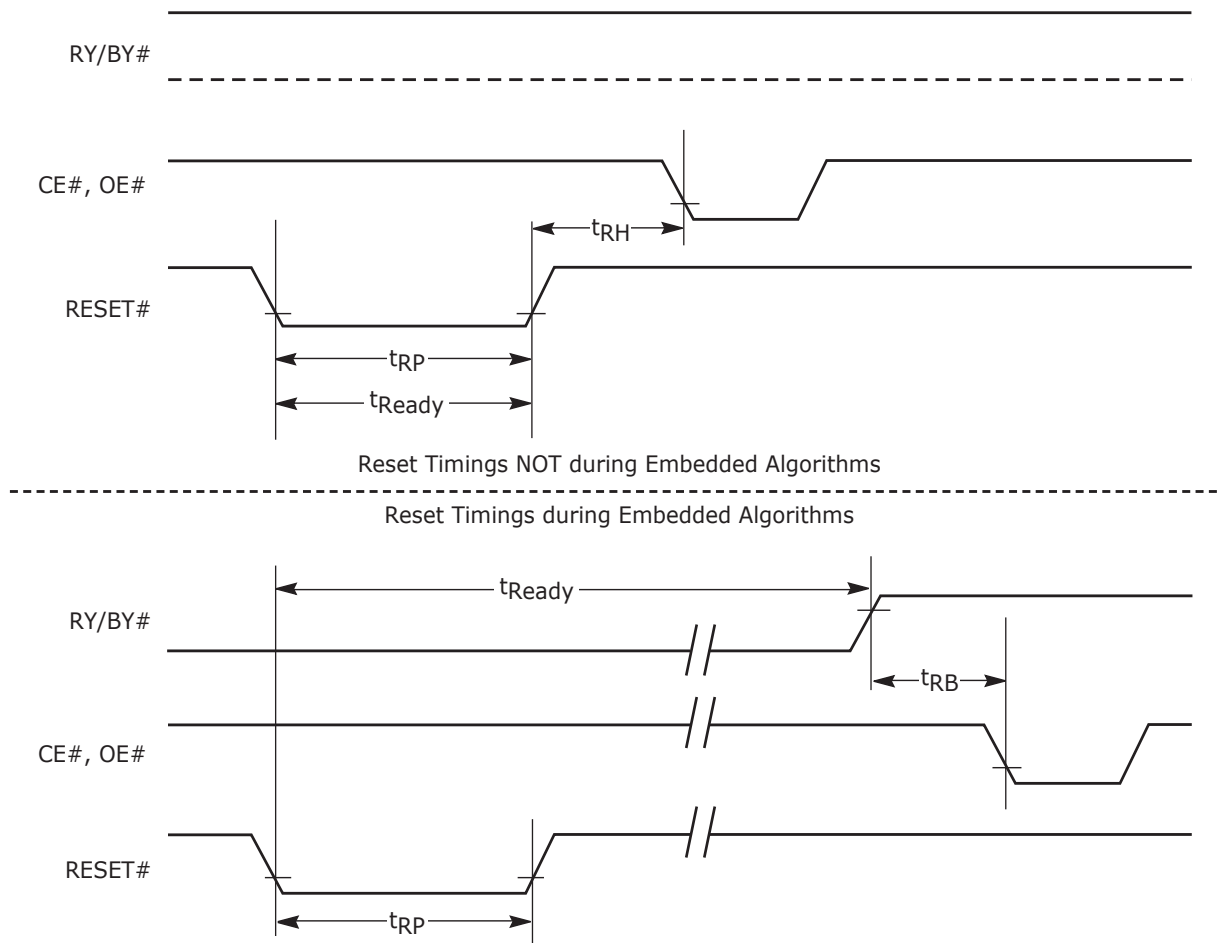 RY/BY#
CE#, OE#
tRH
RESET#
tRP
tReady
Reset Timings NOT during Embedded Algorithms
Reset Timings during Embedded Algorithms
tReady
RY/BY#
tRB
CE#, OE#
RESET#
tRP